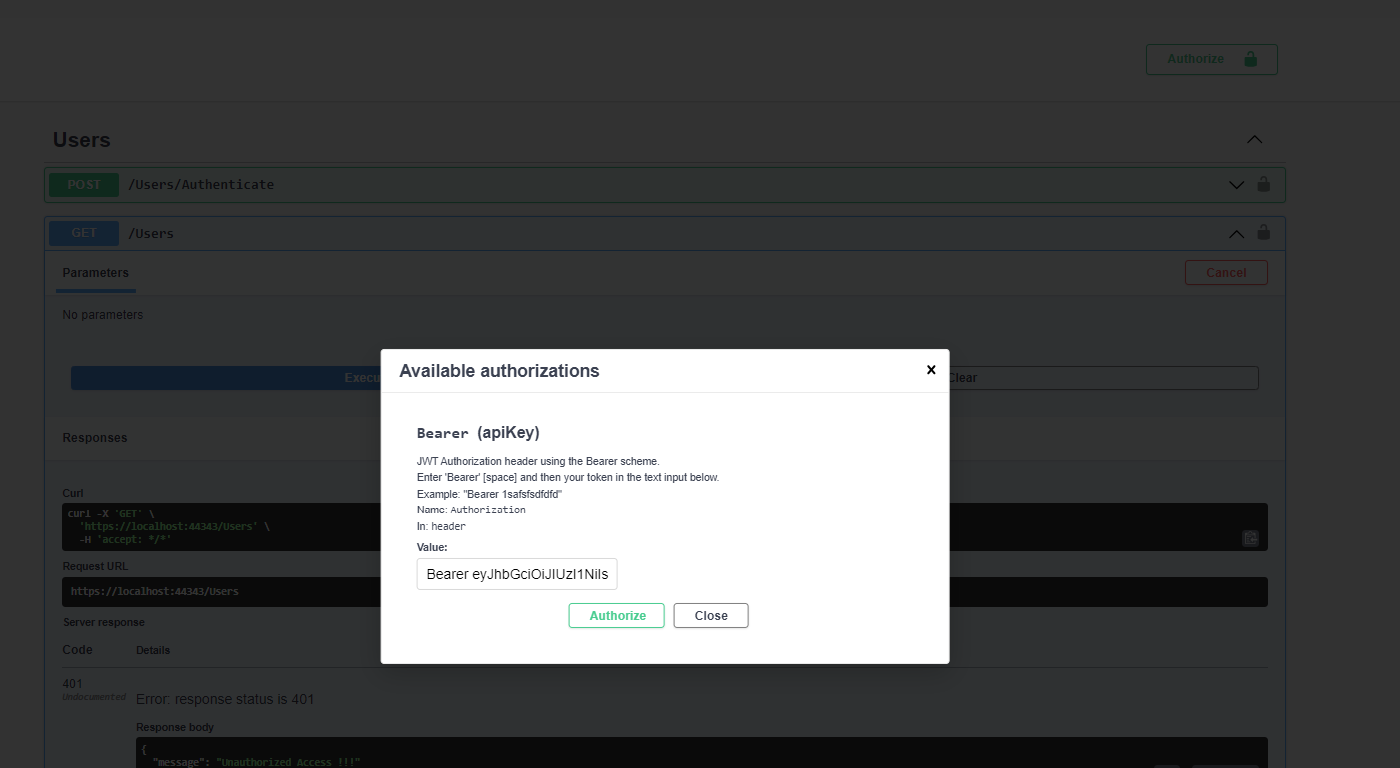 Authorize
Users
POST /Users/Authenticate
GET /Users
Parameters Cancel
No parameters
Clear
Available authorizations
Bearer (apiKey)
JWT Authorization header using the Bearer scheme.
Enter 'Bearer' [space] and then your token in the text input below.
Example: "Bearer 1safsfsdfdfd"
Name: Authorization
In: header
Value:
Bearer eyJhbGciOiJIUzI1NiIs
Authorize Close
Responses
Curl
curl -X 'GET' \
'https://localhost:44343/Users' \
-H 'accept: */*'
Request URL
https://localhost:44343/Users
Server response
Code Details
401
Undocumented
Error: response status is 401
Response body
{
"message": "Unauthorized Access !!!"